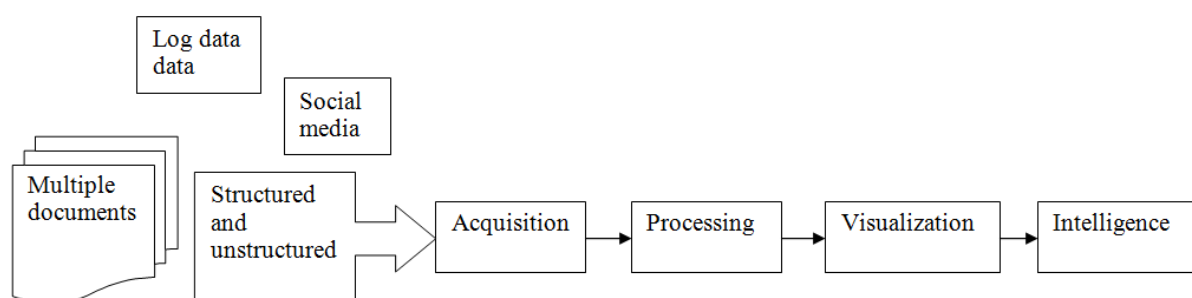 Log data
data
Social
media
Multiple
documents
Structured
and
unstructured
Acquisition
Processing
Visualization
Intelligence